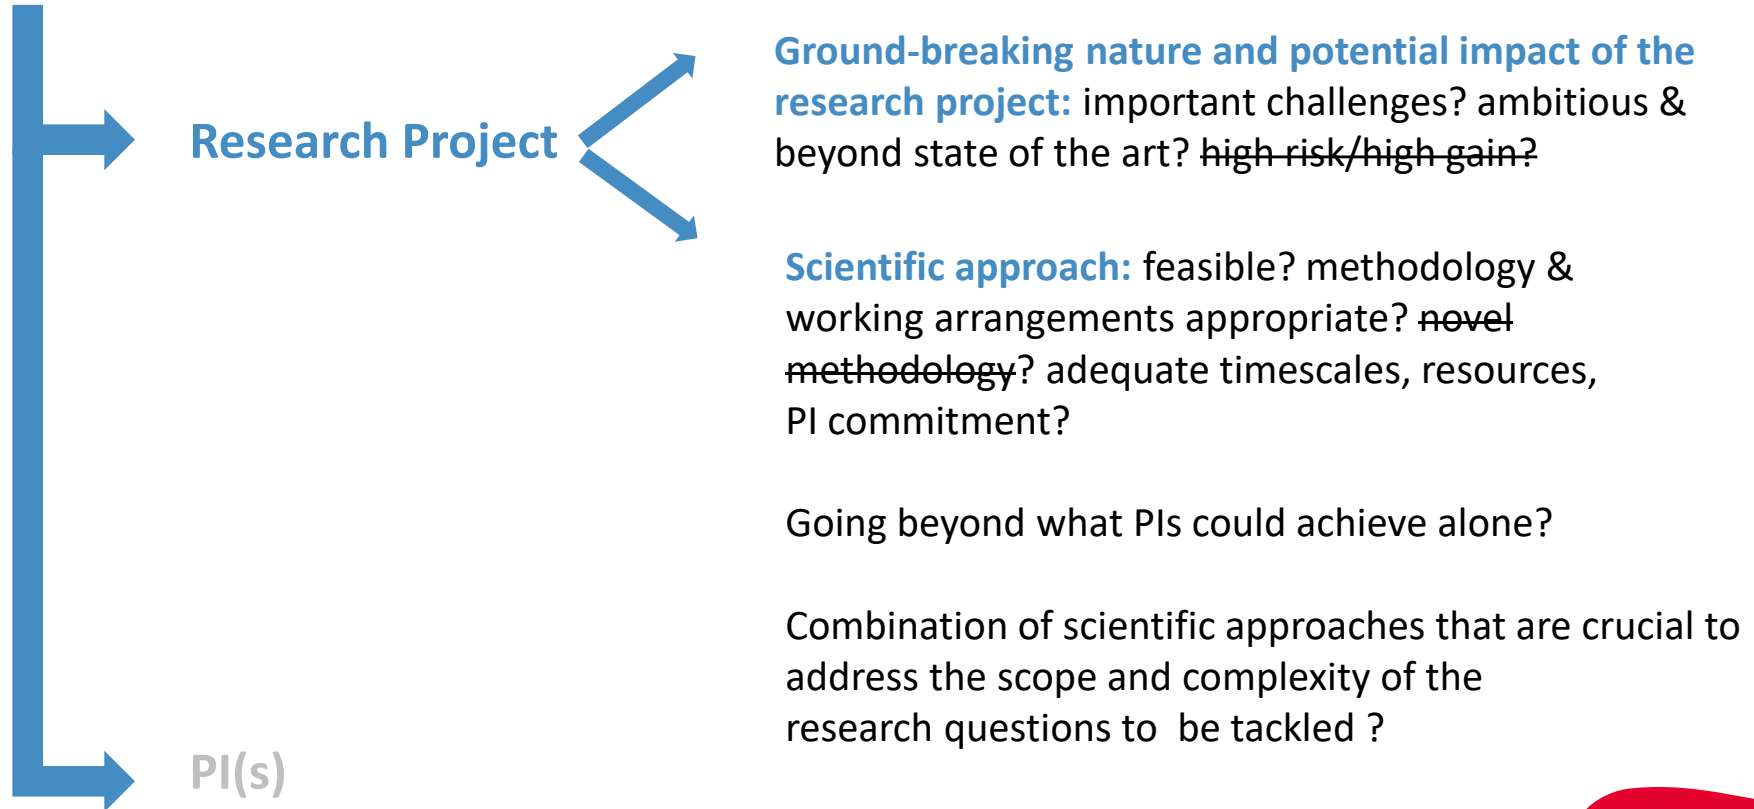 Research Project
Ground-breaking nature and potential impact of the
research project: important challenges? ambitious &
beyond state of the art? high risk/high gain?
Scientific approach: feasible? methodology &
working arrangements appropriate? novel
methodology? adequate timescales, resources,
PI commitment?
Going beyond what PIs could achieve alone?
Combination of scientific approaches that are crucial to
address the scope and complexity of the
research questions to  be tackled ?
PI(s)